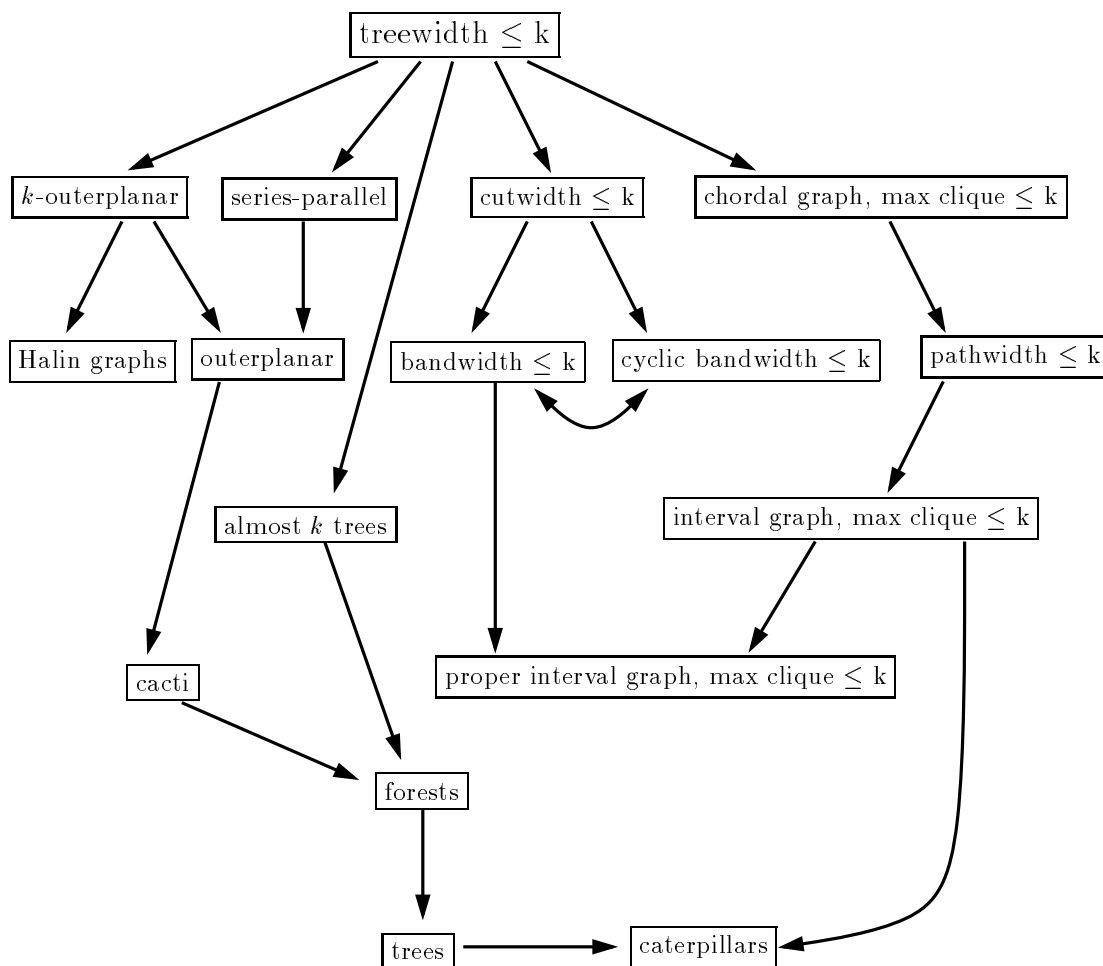 treewidth ≤ k
k-outerplanar
series-parallel
cutwidth ≤ k
chordal graph, max clique ≤ k
Halin graphs
outerplanar
bandwidth ≤ k
cyclic bandwidth ≤ k
pathwidth ≤ k
almost k trees
interval graph, max clique ≤ k
cacti
proper interval graph, max clique ≤ k
forests
trees
caterpillars